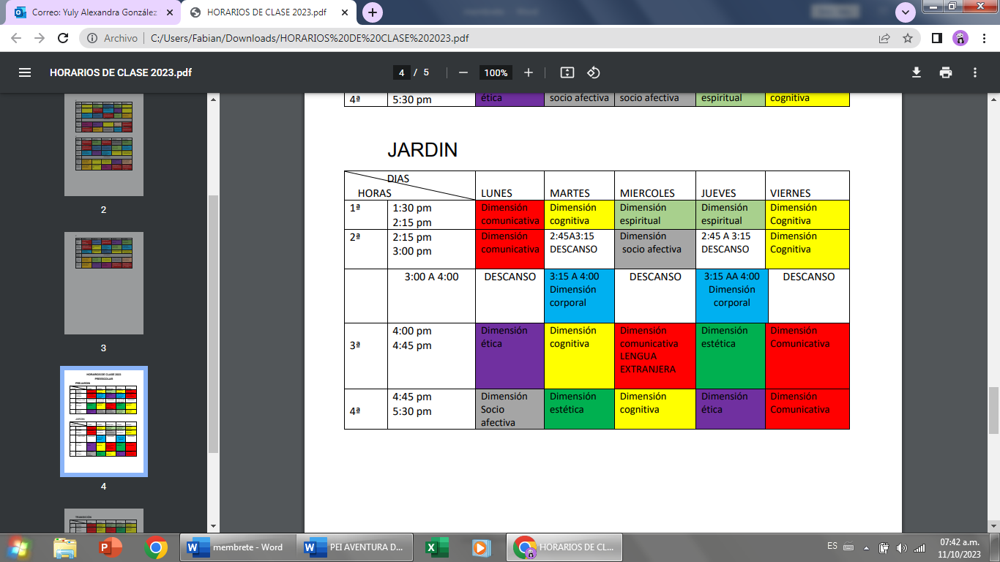 Correo: Yuly Alexandra González
HORARIOS DE CLASE 2023.pdf
Archivo
C:/Users/Fabian/Downloads/HORARIOS%20DE%20CLASE%202023.pdf
HORARIOS DE CLASE 2023.pdf
4 / 5
100%
2
3
4
4ª 5:30 pm ética socio afectiva socio afectiva espiritual cognitiva
JARDIN
DIAS
HORAS LUNES MARTES MIERCOLES JUEVES VIERNES
1ª 1:30 pm Dimensión Dimensión Dimensión Dimensión Dimensión
2:15 pm comunicativa cognitiva espiritual espiritual Cognitiva
2ª 2:15 pm Dimensión 2:45A3:15 Dimensión 2:45 A 3:15 Dimensión
3:00 pm comunicativa DESCANSO socio afectiva DESCANSO Cognitiva
3:00 A 4:00 DESCANSO 3:15 A 4:00 DESCANSO 3:15 AA 4:00 DESCANSO
Dimensión Dimensión
corporal corporal
4:00 pm Dimensión Dimensión Dimensión Dimensión Dimensión
3ª 4:45 pm ética cognitiva comunicativa estética Comunicativa
LENGUA
EXTRANJERA
4:45 pm Dimensión Dimensión Dimensión Dimensión Dimensión
4ª 5:30 pm Socio estética cognitiva ética Comunicativa
afectiva
HORARIOS DE CLASE 2023
PREESCOLAR
PREJARDIN
JARDIN
TRANSICIÓN
membrete - Word
PEI AVENTURA D...
HORARIOS DE CL...
ES
07:42 a.m.
11/10/2023